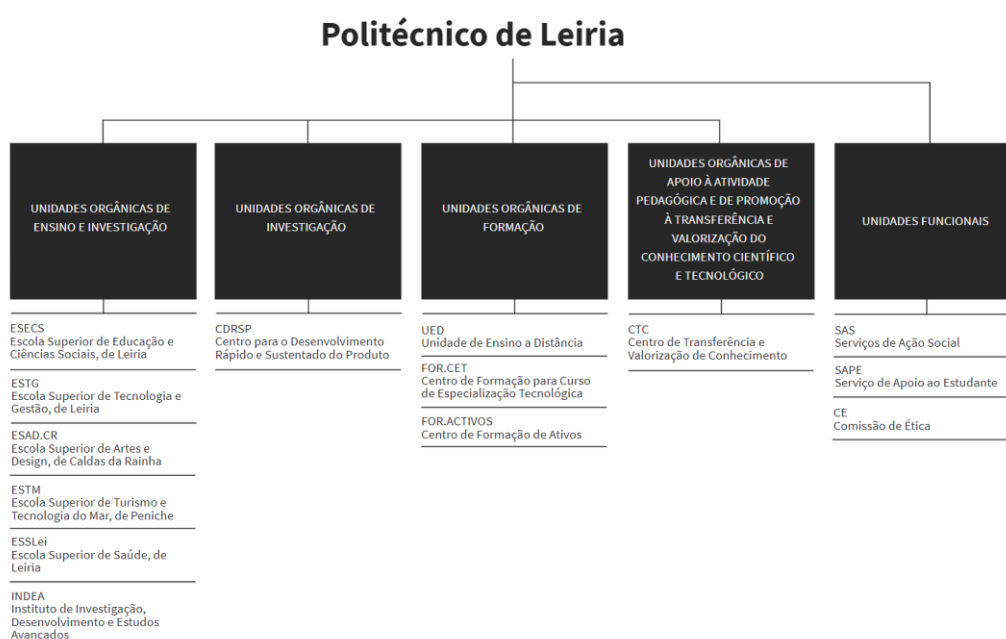 Politécnico de Leiria
UNIDADES ORGÂNICAS DE
ENSINO E INVESTIGAÇÃO
ESECS
Escola Superior de Educação e
Ciências Sociais, de Leiria
ESTG
Escola Superior de Tecnologia e
Gestão, de Leiria
ESAD.CR
Escola Superior de Artes e
Design, de Caldas da Rainha
ESTM
Escola Superior de Turismo e
Tecnologia do Mar, de Peniche
ESSLei
Escola Superior de Saúde, de
Leiria
INDEA
Instituto de Investigação,
Desenvolvimento e Estudos
Avançados
UNIDADES ORGÂNICAS DE
INVESTIGAÇÃO
CDRSP
Centro para o Desenvolvimento
Rápido e Sustentado do Produto
UNIDADES ORGÂNICAS DE
FORMAÇÃO
UED
Unidade de Ensino a Distância
FOR.CET
Centro de Formação para Curso
de Especialização Tecnológica
FOR.ACTIVOS
Centro de Formação de Ativos
UNIDADES ORGÂNICAS DE
APOIO À ATIVIDADE
PEDAGÓGICA E DE PROMOÇÃO
À TRANSFERÊNCIA E
VALORIZAÇÃO DO
CONHECIMENTO CIENTÍFICO
E TECNOLÓGICO
CTC
Centro de Transferência e
Valorização de Conhecimento
UNIDADES FUNCIONAIS
SAS
Serviços de Ação Social
SAPE
Serviço de Apoio ao Estudante
CE
Comissão de Ética